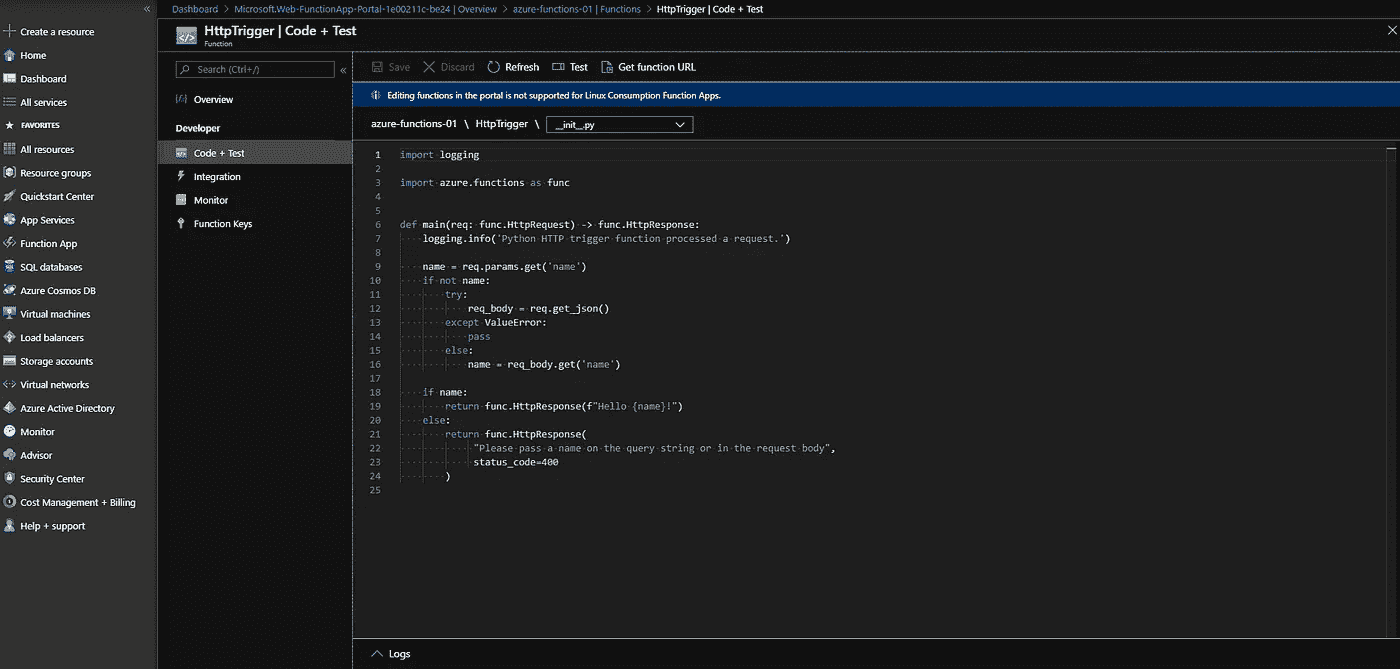 «
Dashboard > Microsoft.Web-FunctionApp-Portal-1e00211c-be24 | Overview > azure-functions-01 | Functions > HttpTrigger | Code + Test
HttpTrigger | Code + Test
Function
Create a resource
Home
Dashboard
All services
FAVORITES
All resources
Resource groups
Quickstart Center
App Services
Function App
SQL databases
Azure Cosmos DB
Virtual machines
Load balancers
Storage accounts
Virtual networks
Azure Active Directory
Monitor
Advisor
Security Center
Cost Management + Billing
Help + support
Search (Ctrl+/)
«
Overview
Developer
Code + Test
Integration
Monitor
Function Keys
Save Discard Refresh Test Get function URL
Editing functions in the portal is not supported for Linux Consumption Function Apps.
azure-functions-01 \ HttpTrigger \ __init__.py
1 import logging
2
3 import azure.functions as func
4
5
6 def main(req: func.HttpRequest) -> func.HttpResponse:
7 logging.info('Python HTTP trigger function processed a request.')
8
9 name = req.params.get('name')
10 if not name:
11 try:
12 req_body = req.get_json()
13 except ValueError:
14 pass
15 else:
16 name = req_body.get('name')
17
18 if name:
19 return func.HttpResponse(f"Hello {name}!")
20 else:
21 return func.HttpResponse(
22 "Please pass a name on the query string or in the request body",
23 status_code=400
24 )
25
Logs